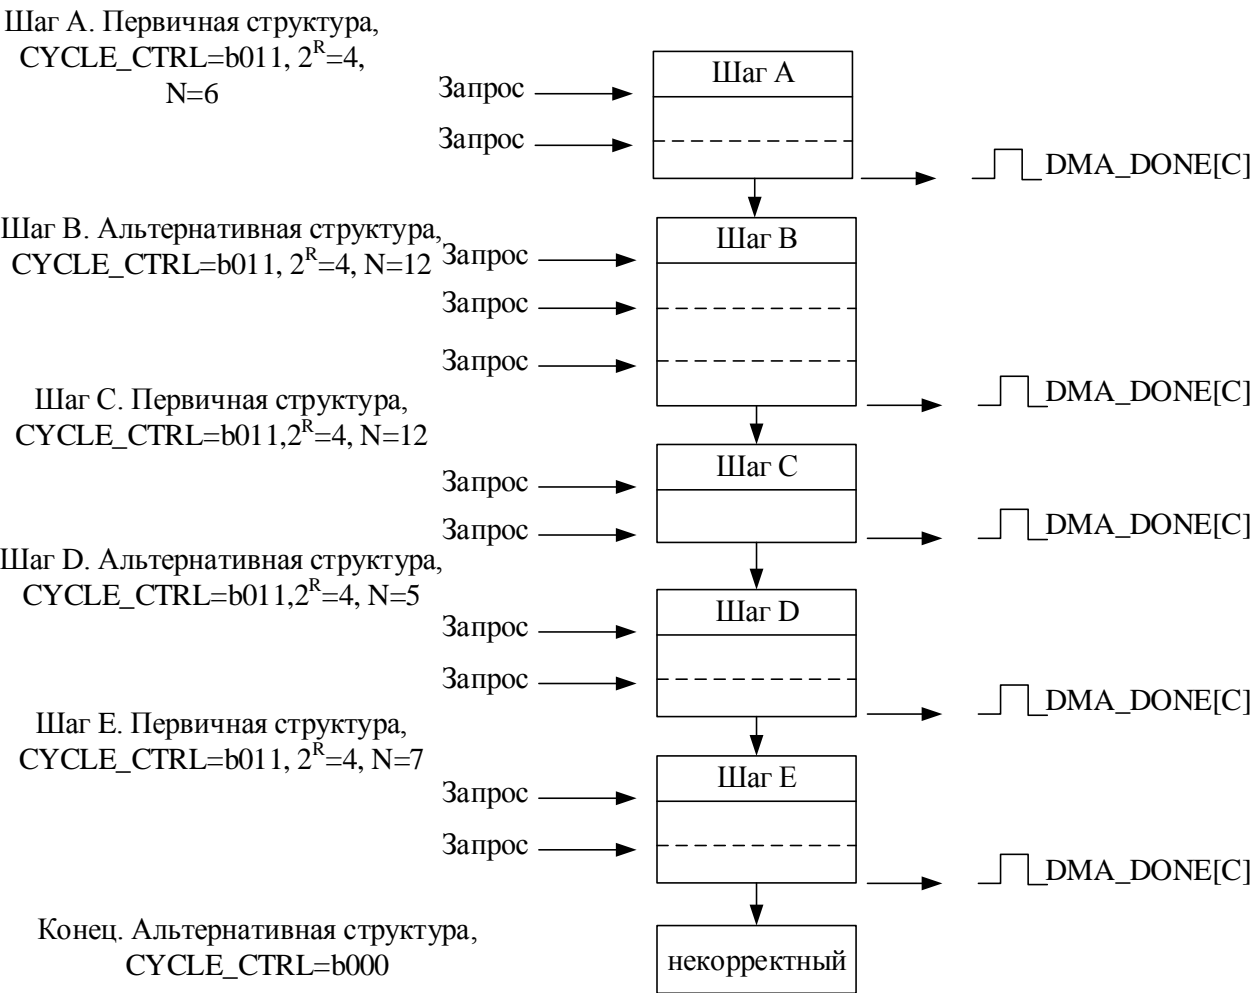 Шаг А. Первичная структура,
CYCLE_CTRL=b011, 2^R=4,
N=6
Шаг А
Запрос
Запрос
DMA_DONE[C]
Шаг B. Альтернативная структура,
CYCLE_CTRL=b011, 2^R=4, N=12
Шаг B
Запрос
Запрос
Запрос
DMA_DONE[C]
Шаг C. Первичная структура,
CYCLE_CTRL=b011,2^R=4, N=12
Шаг C
Запрос
Запрос
DMA_DONE[C]
Шаг D. Альтернативная структура,
CYCLE_CTRL=b011,2^R=4, N=5
Шаг D
Запрос
Запрос
DMA_DONE[C]
Шаг E. Первичная структура,
CYCLE_CTRL=b011, 2^R=4, N=7
Шаг E
Запрос
Запрос
DMA_DONE[C]
Конец. Альтернативная структура,
CYCLE_CTRL=b000
некорректный